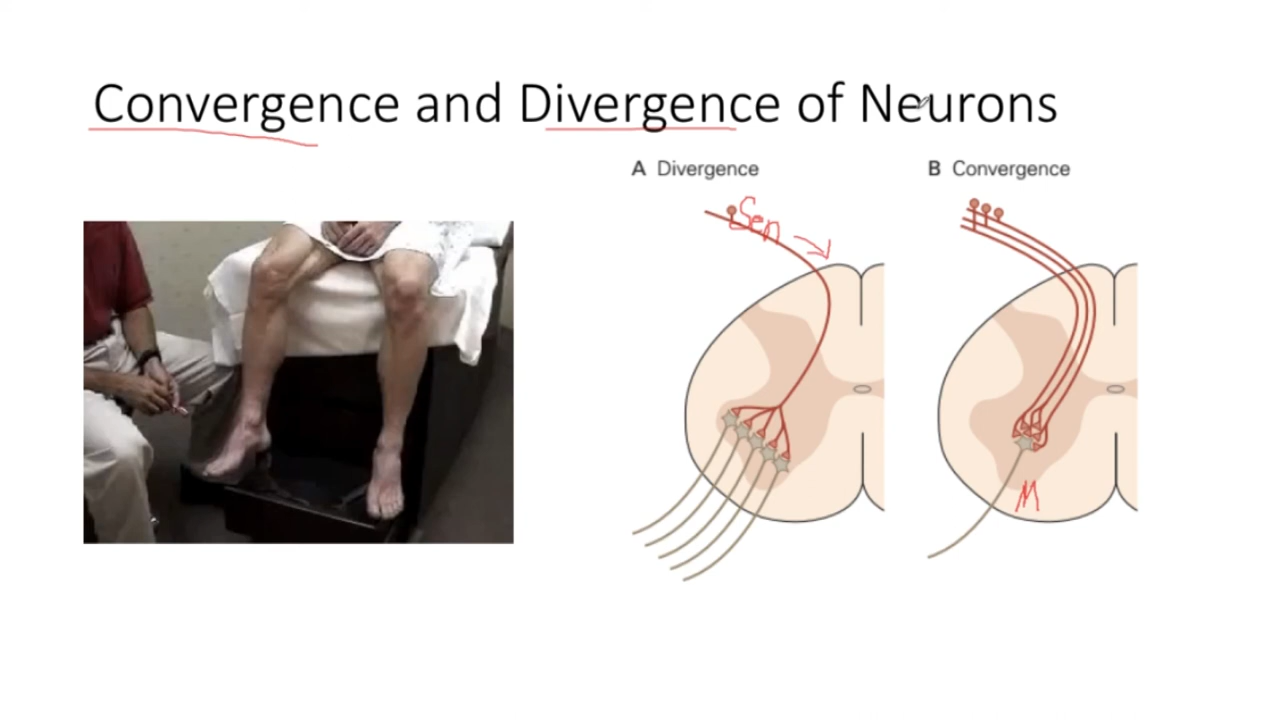 Convergence and Divergence of Neurons
A Divergence
B Convergence
Sen
M